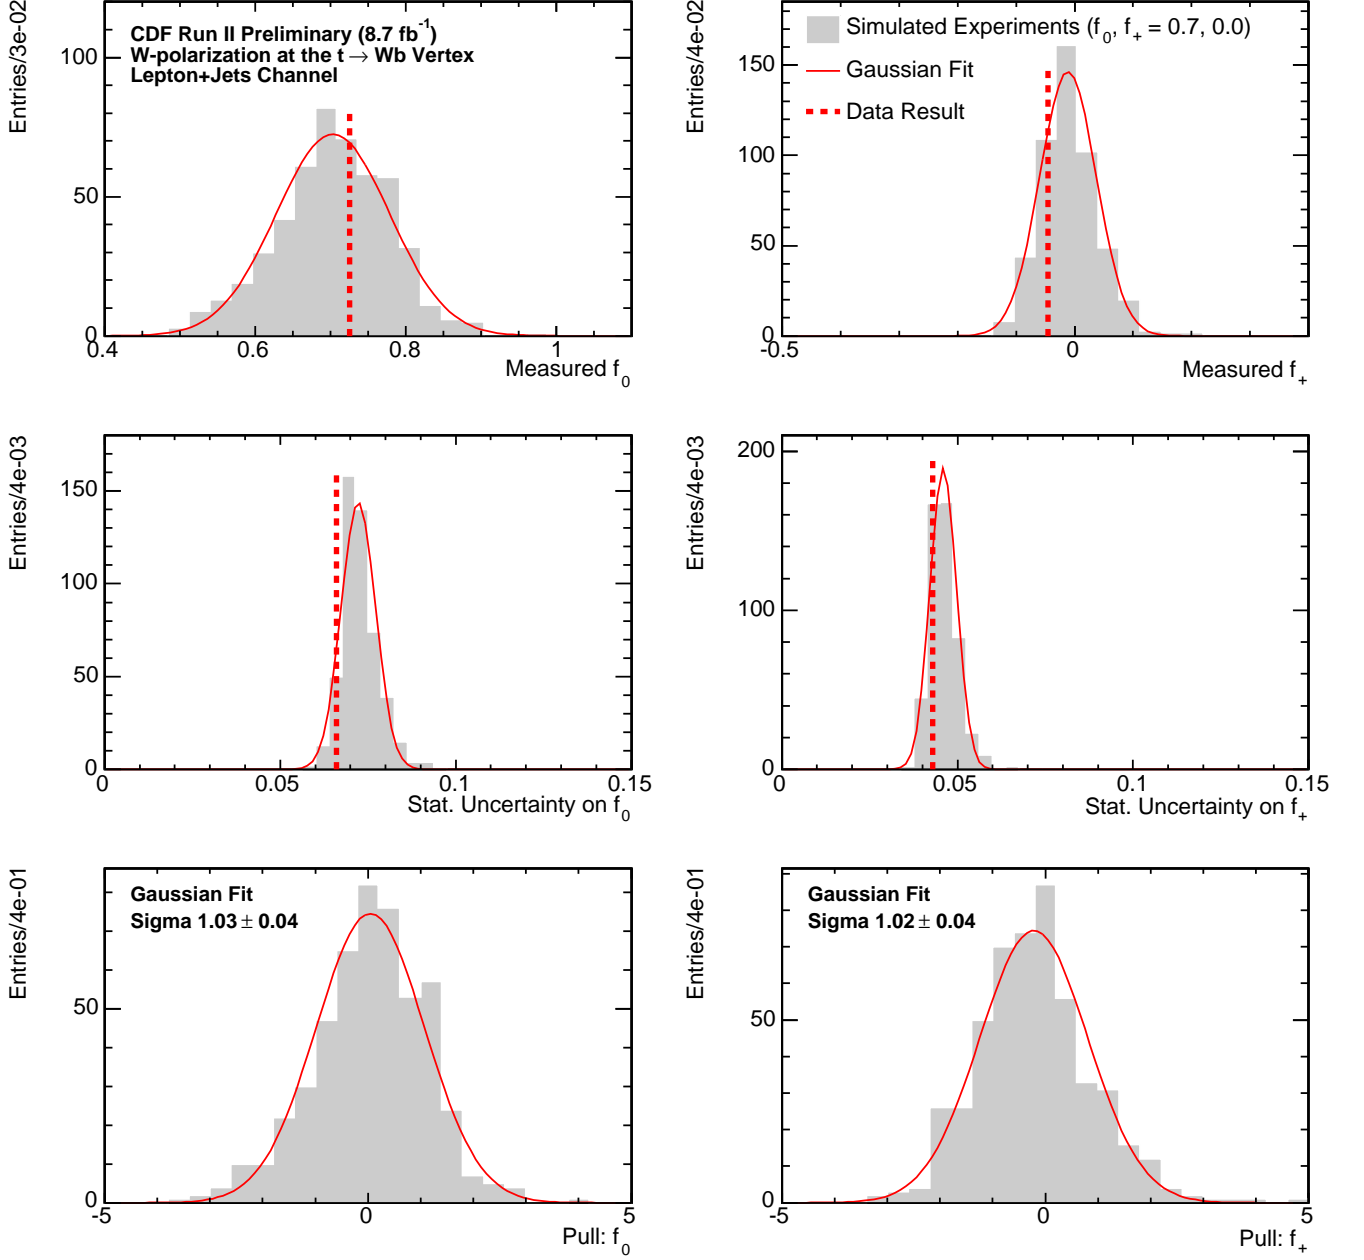 Entries/3e-02
100
50
0
0.4
0.6
0.8
1
Measured f0
CDF Run II Preliminary (8.7 fb-1)
W-polarization at the t → Wb Vertex
Lepton+Jets Channel
Entries/4e-02
150
100
50
0
-0.5
0
Measured f+
Simulated Experiments (f0, f+ = 0.7, 0.0)
Gaussian Fit
Data Result
Entries/4e-03
150
100
50
0
0
0.05
0.1
0.15
Stat. Uncertainty on f0
Entries/4e-03
200
100
0
0
0.05
0.1
0.15
Stat. Uncertainty on f+
Entries/4e-01
50
0
-5
0
5
Pull: f0
Gaussian Fit
Sigma 1.03 ± 0.04
Entries/4e-01
50
0
-5
0
5
Pull: f+
Gaussian Fit
Sigma 1.02 ± 0.04